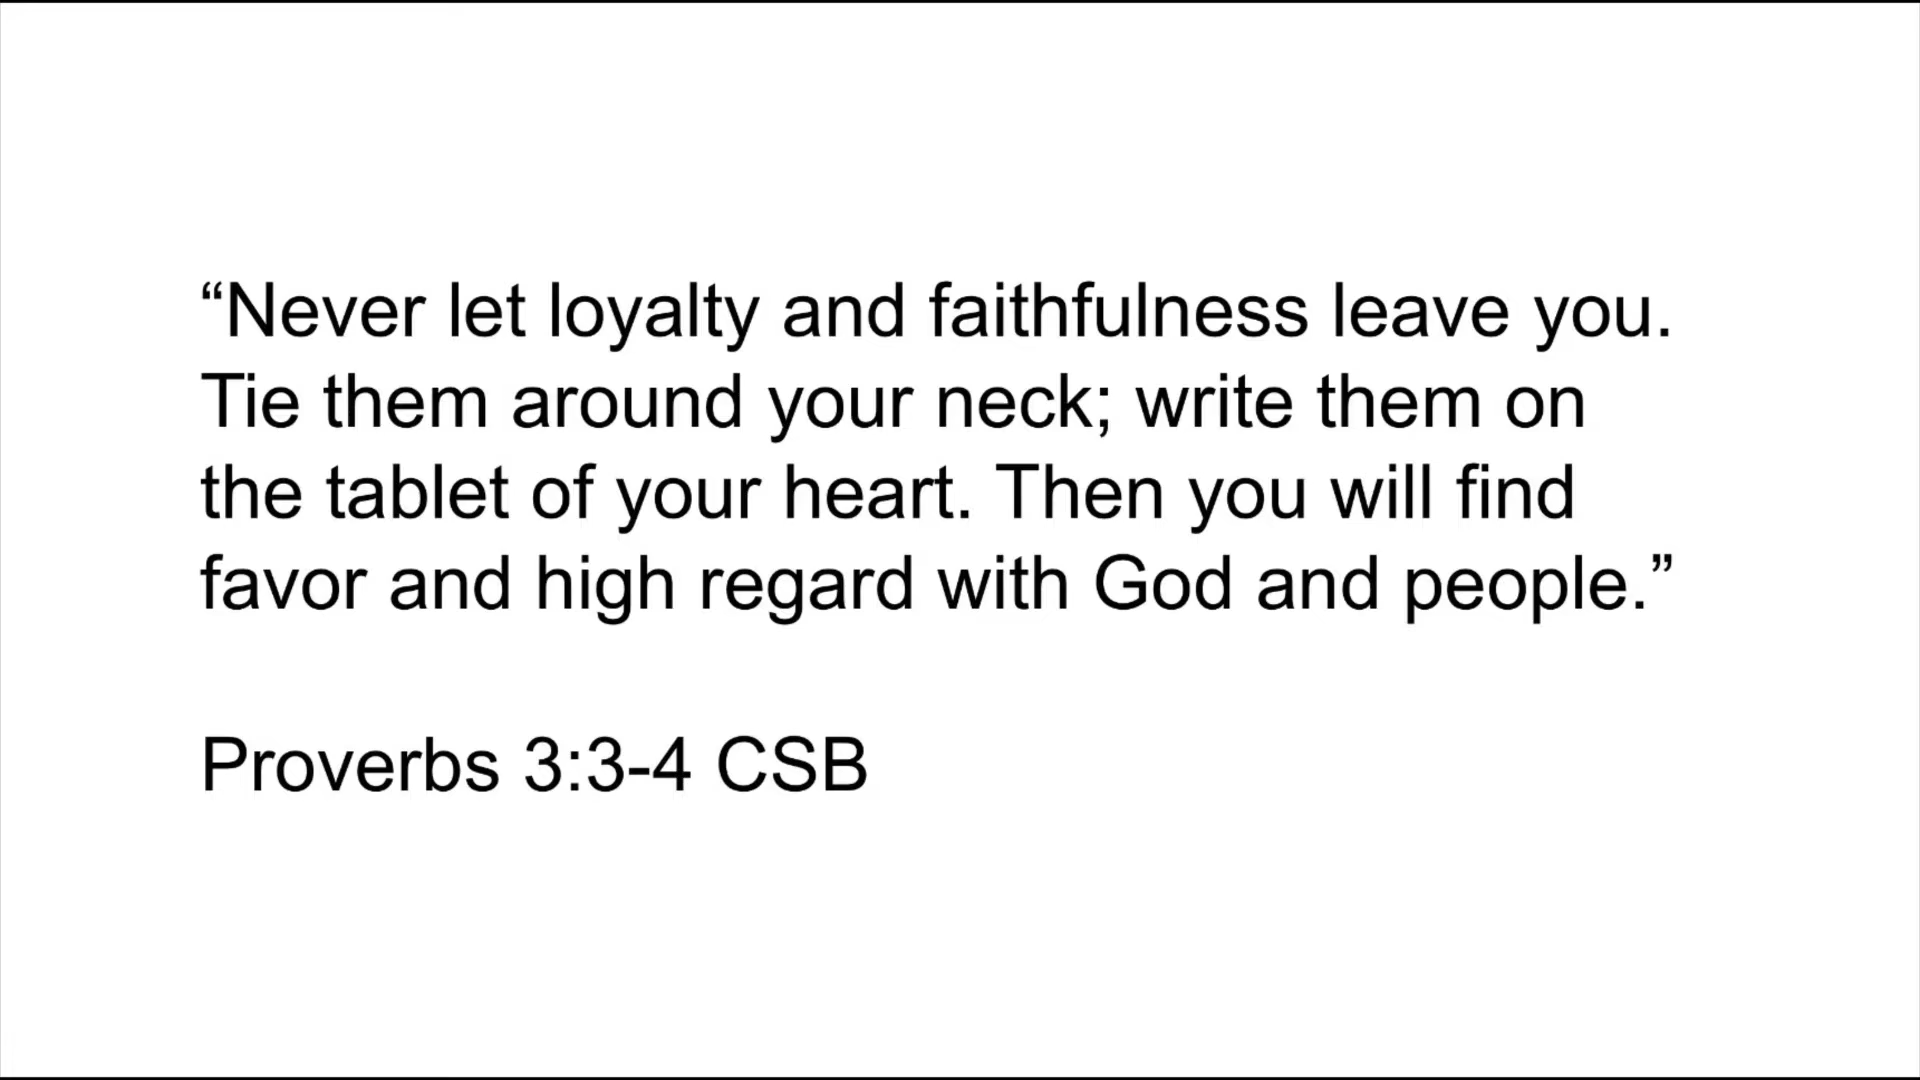 “Never let loyalty and faithfulness leave you.
Tie them around your neck; write them on
the tablet of your heart. Then you will find
favor and high regard with God and people.”
Proverbs 3:3-4 CSB